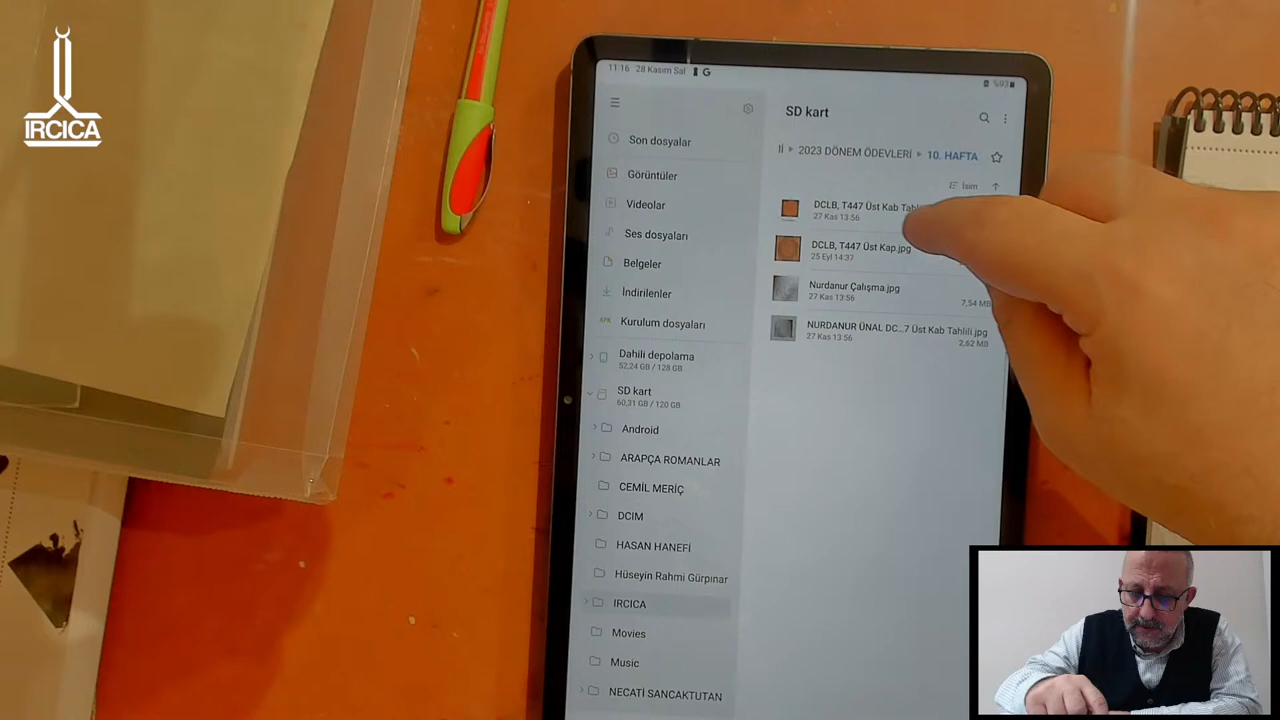 IRCICA
11:16 28 Kasım Sal G
%93
SD kart
2023 DÖNEM ÖDEVLERİ ▸ 10. HAFTA
İsim
Son dosyalar
Görüntüler
Videolar
Ses dosyaları
Belgeler
İndirilenler
APK Kurulum dosyaları
Dahili depolama
52,24 GB / 128 GB
SD kart
60,31 GB / 120 GB
Android
ARAPÇA ROMANLAR
CEMİL MERİÇ
DCIM
HASAN HANEFİ
Hüseyin Rahmi Gürpınar
IRCICA
Movies
Music
NECATİ SANCAKTUTAN
DCLB, T447 Üst Kab
27 Kas 13:56
DCLB, T447 Üst Kap.jpg
25 Eyl 14:37
Nurdanur Çalışma.jpg
27 Kas 13:56
7,54 MB
NURDANUR ÜNAL DC...7 Üst Kab Tahlili.jpg
27 Kas 13:56
2,62 MB